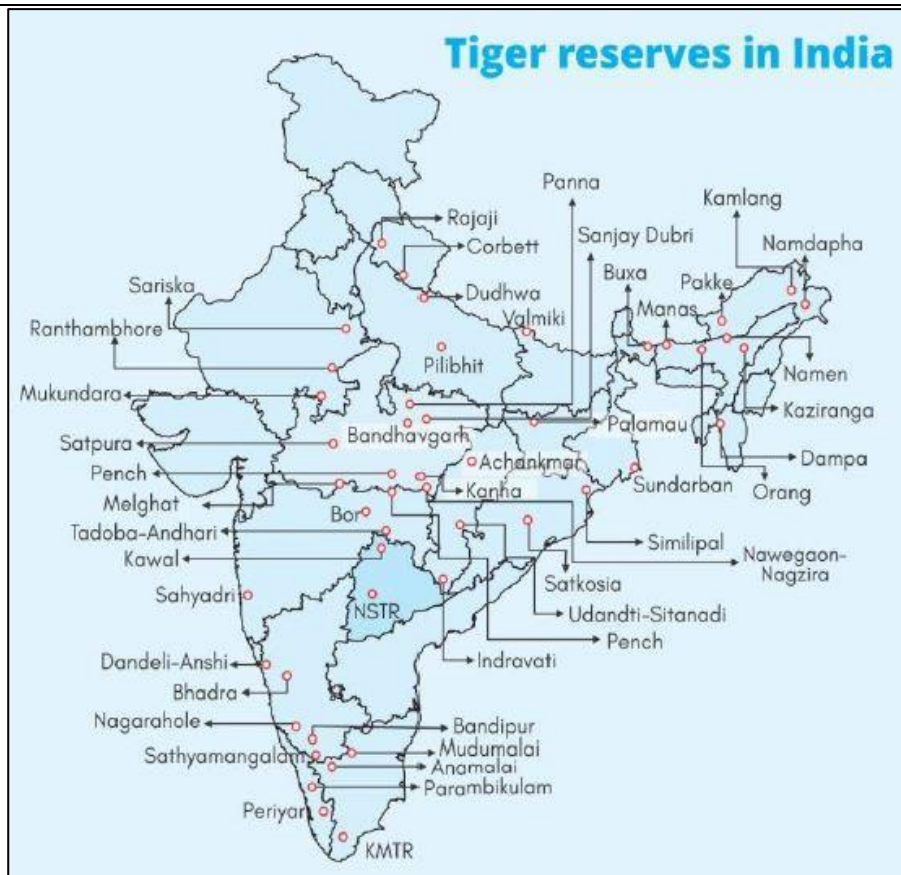 Tiger reserves in India
Panna
Kamlang
Rajaji
Sanjay Dubri
Namdapha
Corbett
Buxa
Pakke
Sariska
Dudhwa
Manas
Valmiki
Ranthambhore
Pilibhit
Namen
Mukundara
Kaziranga
Bandhavgarh
Palamau
Satpura
Achankmar
Dampa
Pench
Kanha
Sundarban
Orang
Melghat
Bor
Tadoba-Andhari
Similipal
Nawegaon-
Nagzira
Kawal
Satkosia
Sahyadri
NSTR
Udandti-Sitanadi
Pench
Indravati
Dandeli-Anshi
Bhadra
Nagarahole
Bandipur
Mudumalai
Sathyamangalam
Anamalai
Parambikulam
Periyar
KMTR